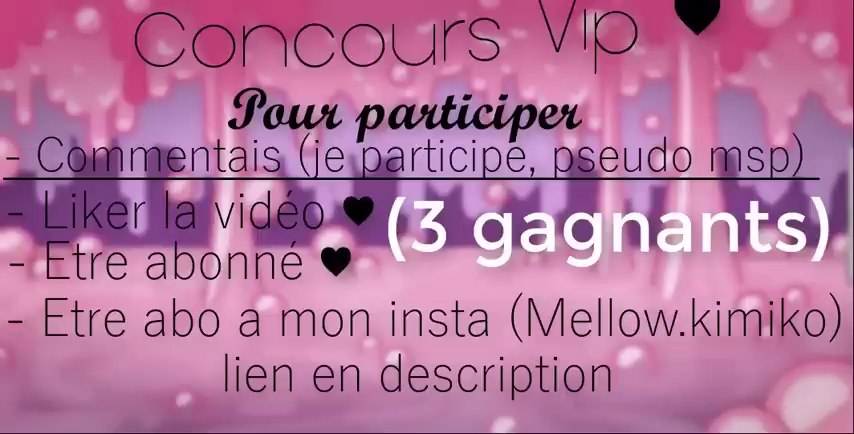 Concours Vip ♥
Pour participer
- Commentais (je participe, pseudo msp)
- Liker la vidéo ♥
(3 gagnants)
- Etre abonné ♥
- Etre abo a mon insta (Mellow.kimiko)
lien en description